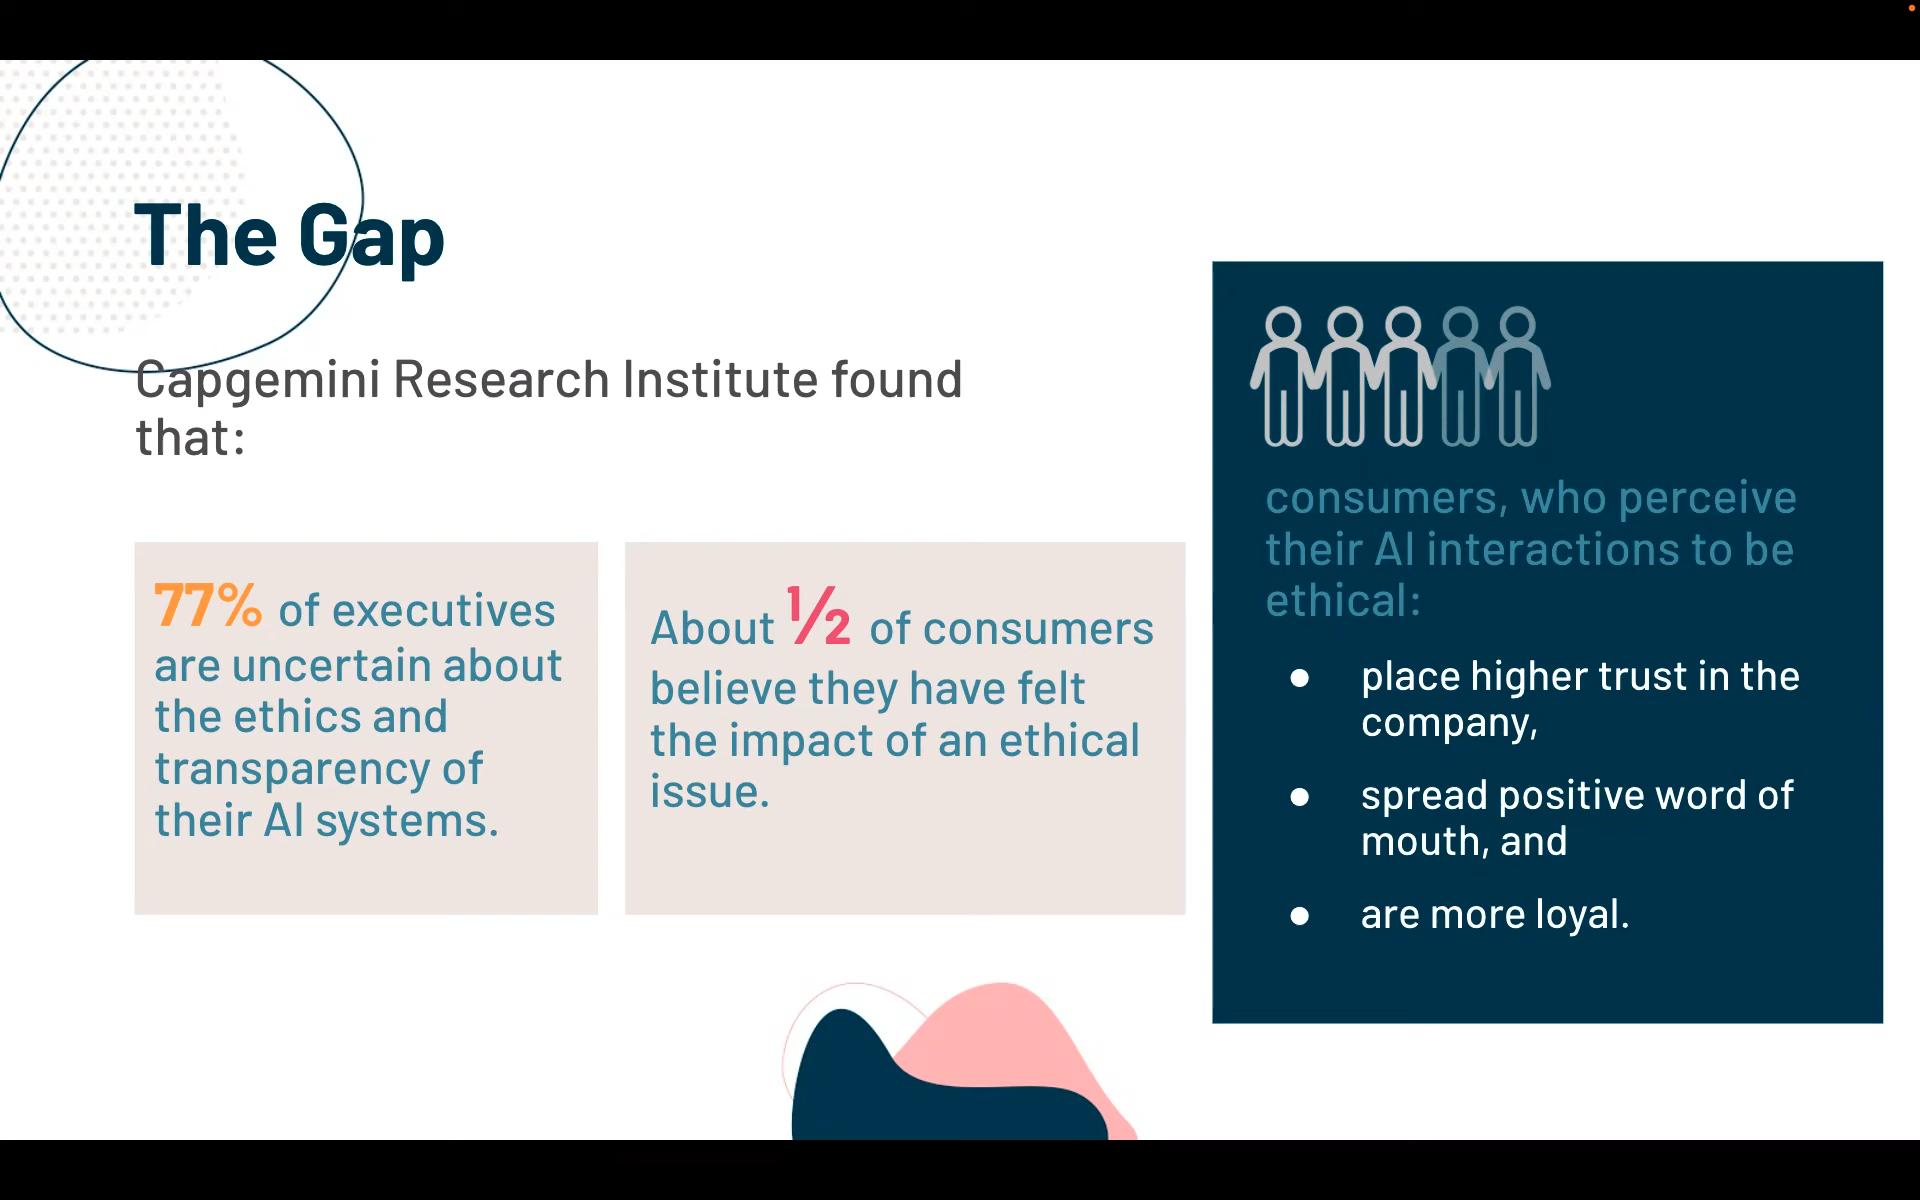 The Gap
Capgemini Research Institute found
that:
77% of executives
are uncertain about
the ethics and
transparency of
their AI systems.
About ½ of consumers
believe they have felt
the impact of an ethical
issue.
consumers, who perceive
their AI interactions to be
ethical:
● place higher trust in the
company,
● spread positive word of
mouth, and
● are more loyal.